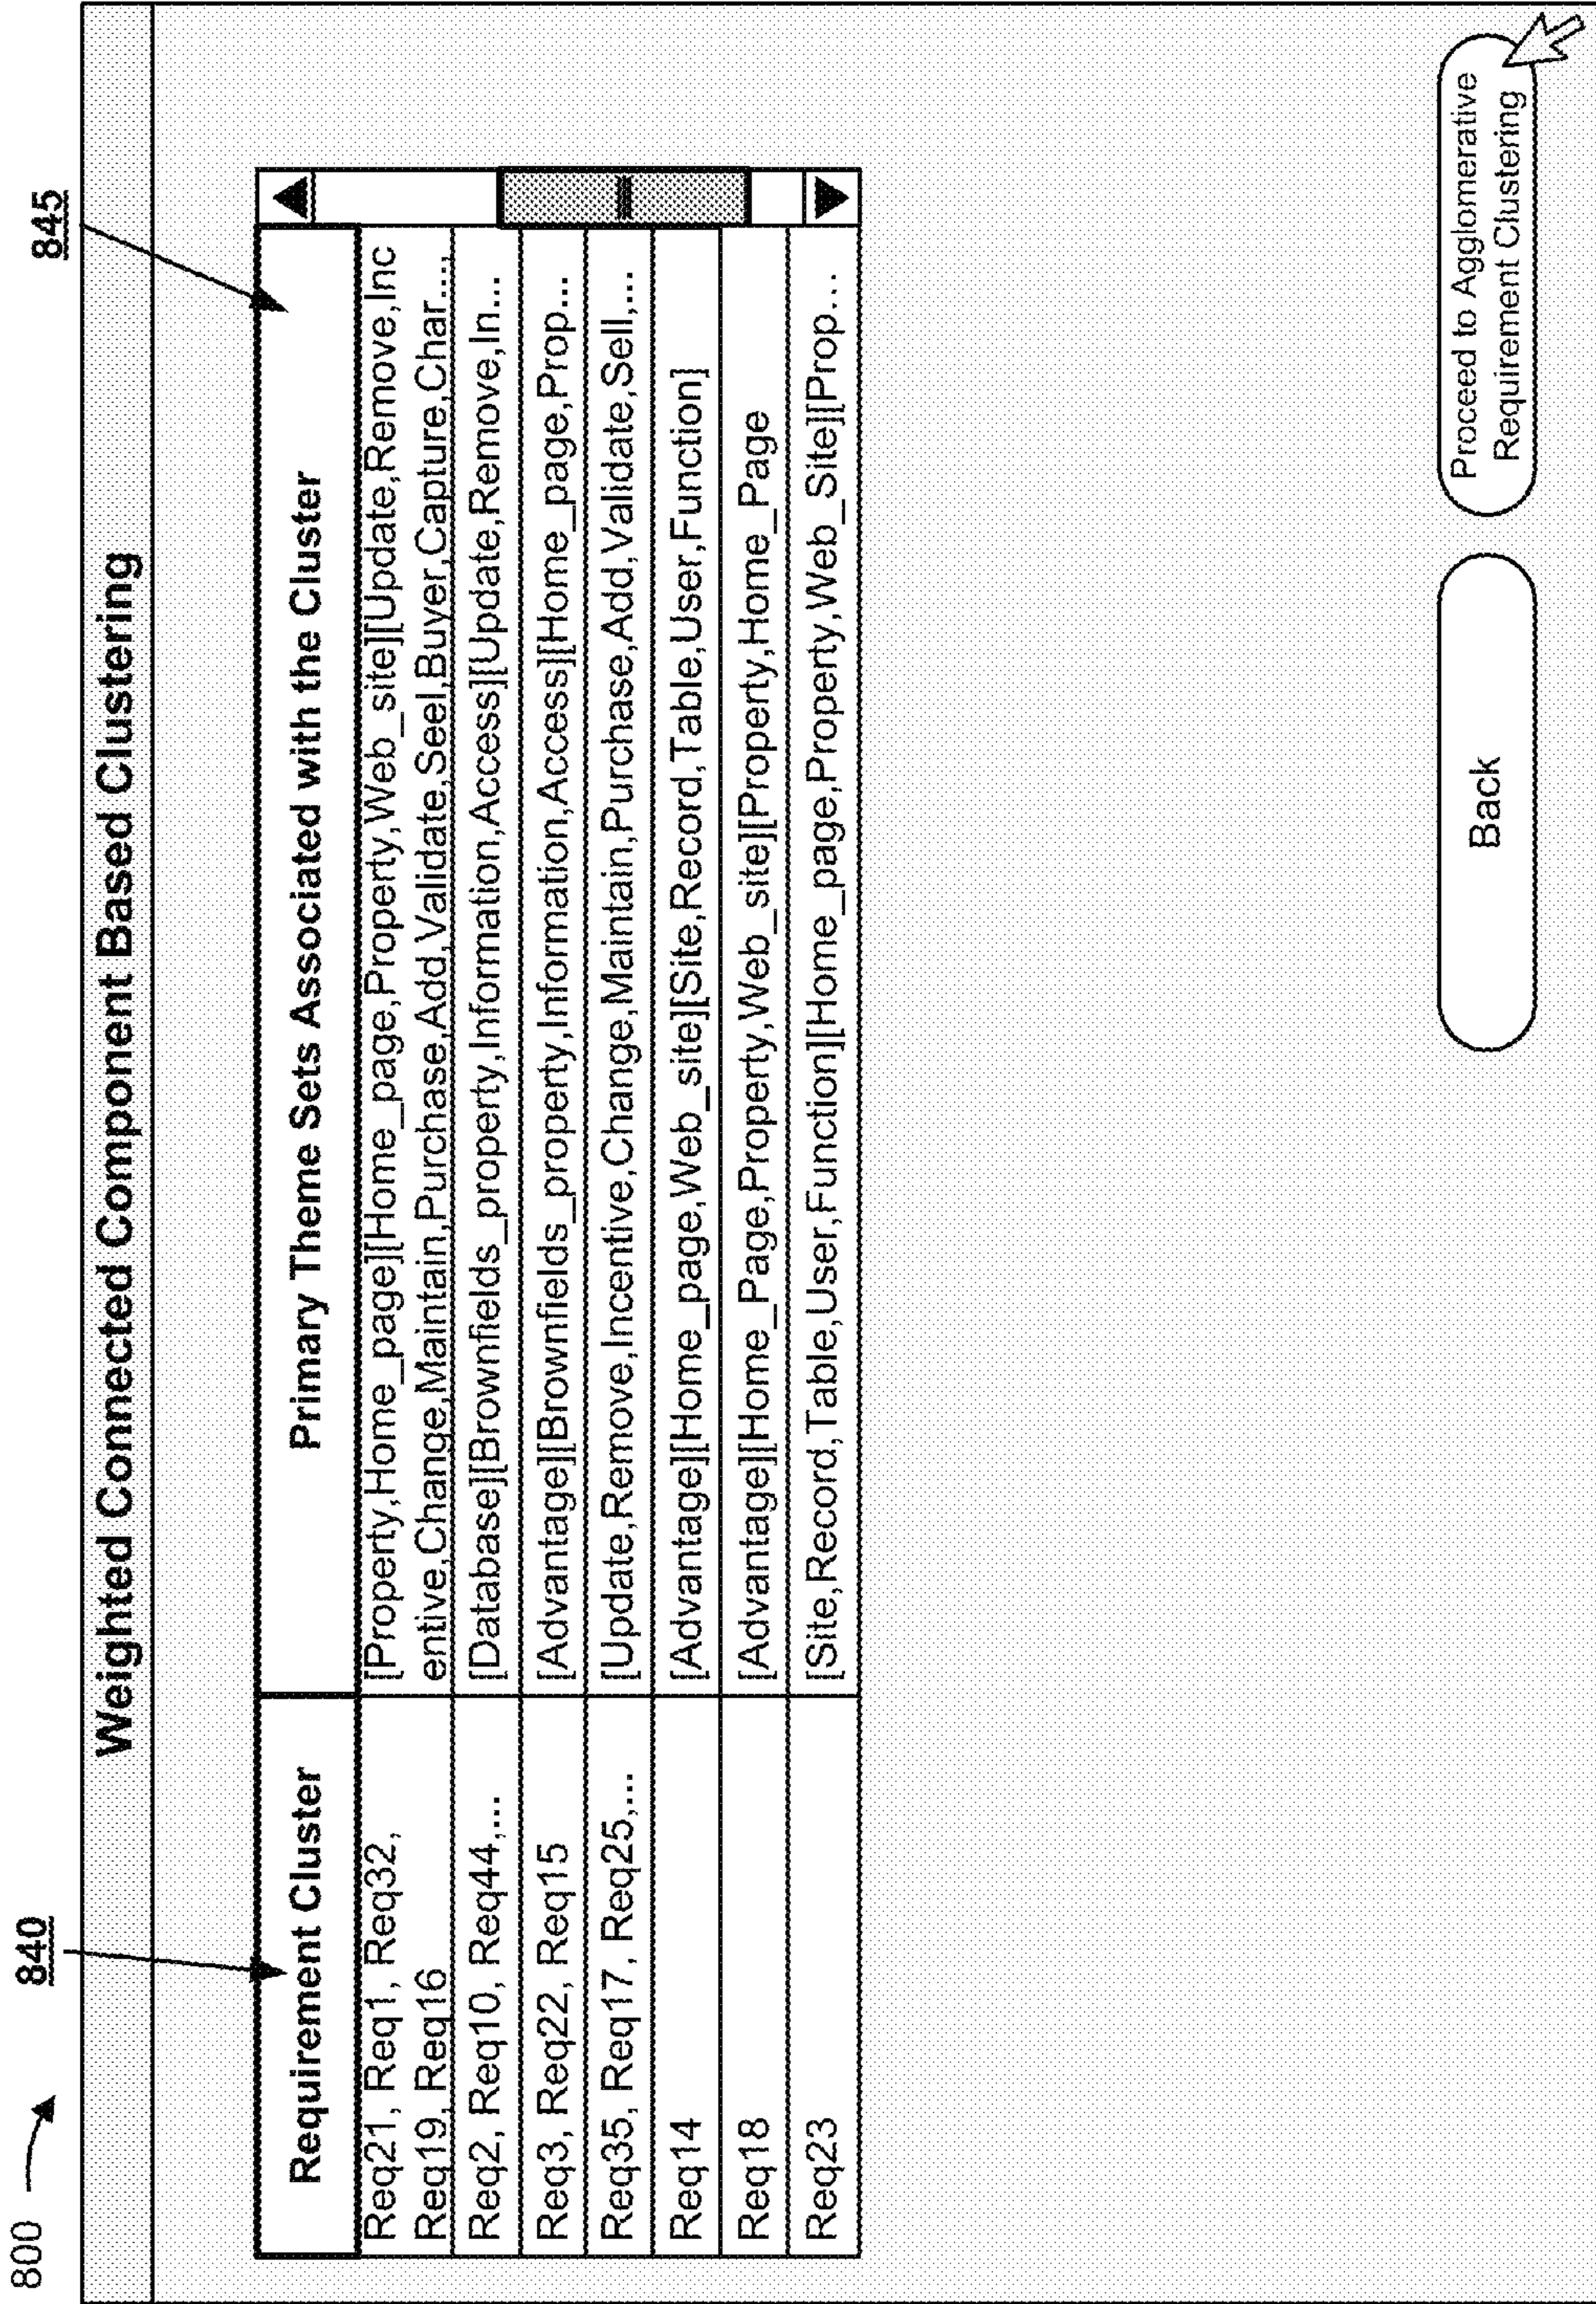 800
840
845
Weighted Connected Component Based Clustering
Requirement Cluster
Primary Theme Sets Associated with the Cluster
Req21, Req1, Req32,
Req19, Req16
[Property,Home_page][Home_page,Property,Web_site][Update,Remove,Inc
entive,Change,Maintain,Purchase,Add,Validate,Seel,Buyer,Capture,Char...,
Req2, Req10, Req44,...
[Database][Brownfields_property,Information,Access][Update,Remove,In...
Req3, Req22, Req15
[Advantage][Brownfields_property,Information,Access][Home_page,Prop...
Req35, Req17, Req25,...
[Update,Remove,Incentive,Change,Maintain,Purchase,Add,Validate,Sell,...
Req14
[Advantage][Home_page,Web_site][Site,Record,Table,User,Function]
Req18
[Advantage][Home_Page,Property,Web_site][Property,Home_Page
Req23
[Site,Record,Table,User,Function][Home_page,Property,Web_Site][Prop...
Back
Proceed to Agglomerative
Requirement Clustering